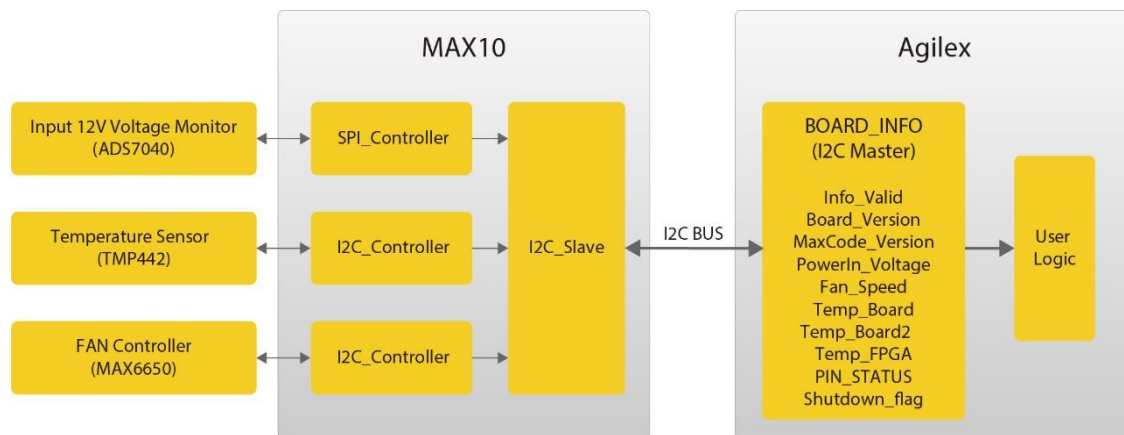 MAX10
Agilex
Input 12V Voltage Monitor
(ADS7040)
SPI_Controller
Temperature Sensor
(TMP442)
I2C_Controller
FAN Controller
(MAX6650)
I2C_Controller
I2C_Slave
I2C BUS
BOARD_INFO
(I2C Master)
Info_Valid
Board_Version
MaxCode_Version
PowerIn_Voltage
Fan_Speed
Temp_Board
Temp_Board2
Temp_FPGA
PIN_STATUS
Shutdown_flag
User
Logic